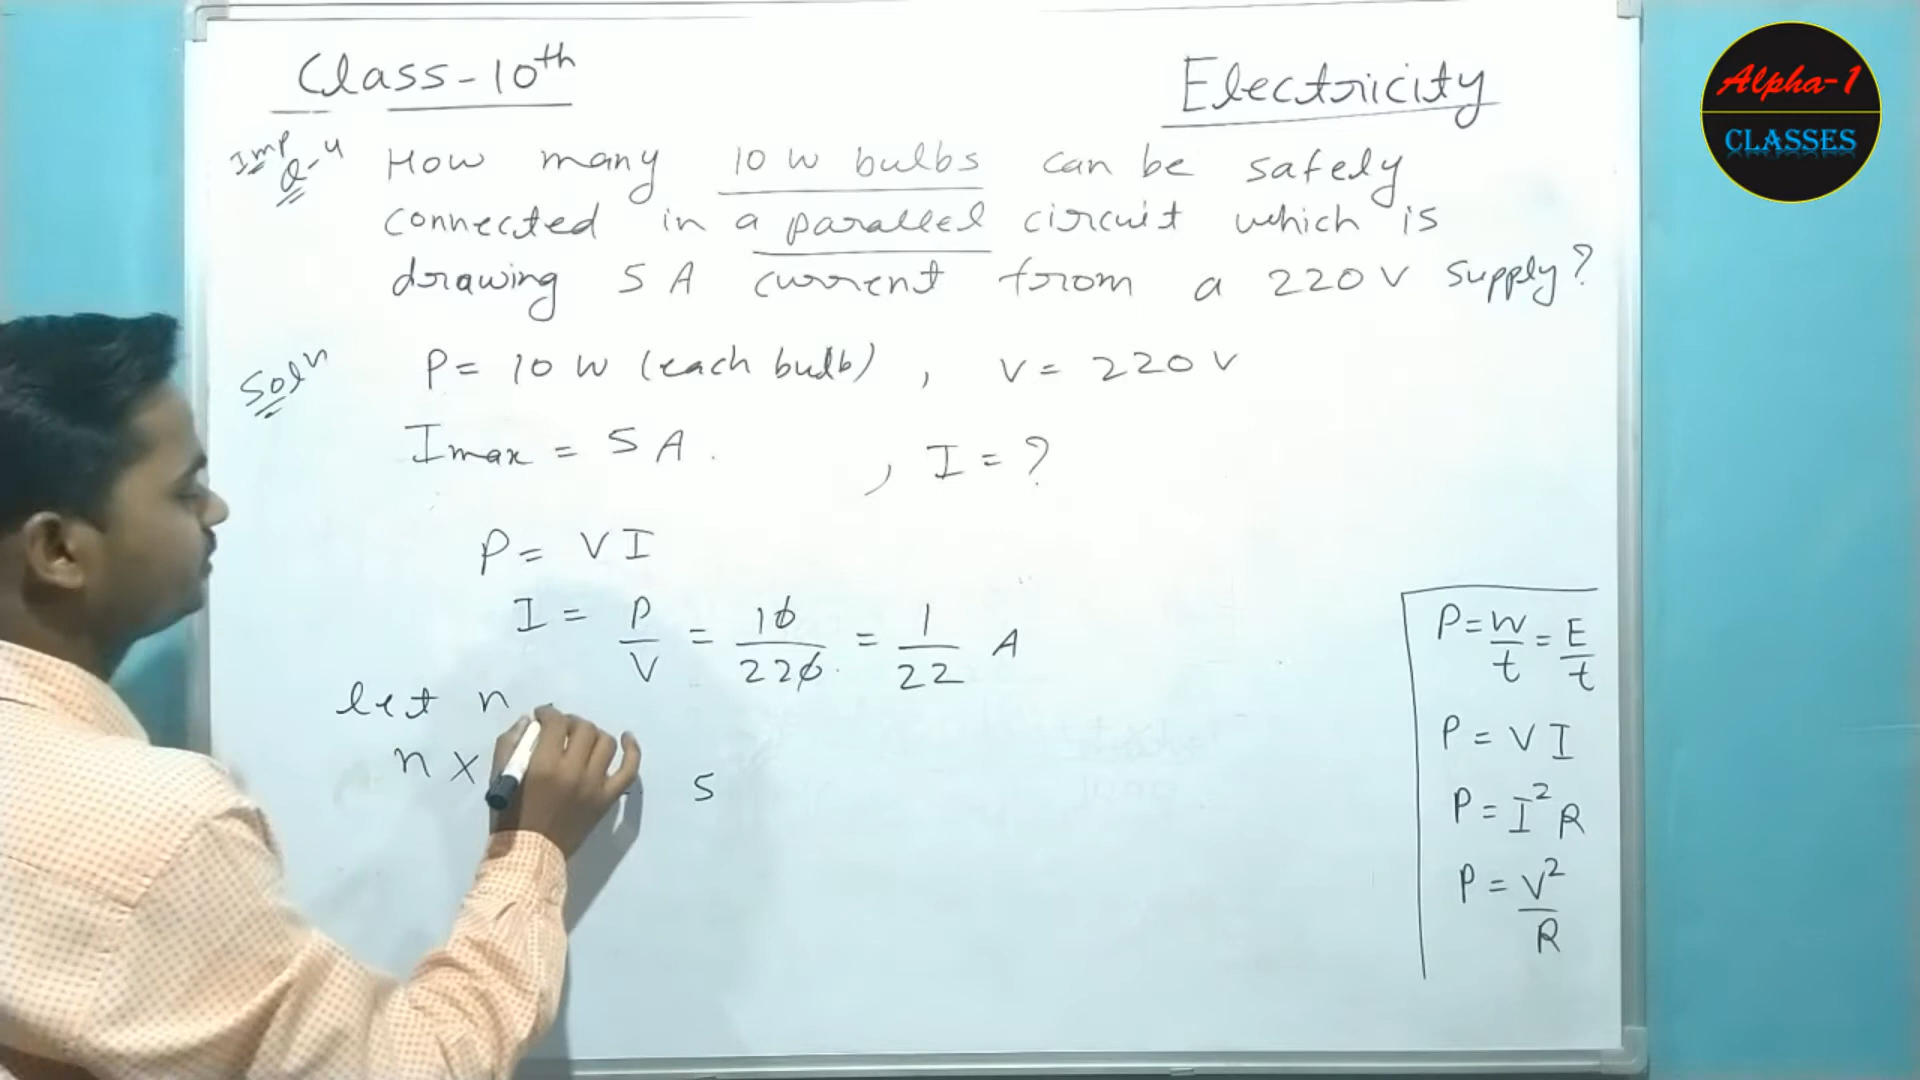 Class-10th
Electricity
Alpha-1
CLASSES
Imp
Q-4 How many 10 W bulbs can be safely
connected in a parallel circuit which is
drawing 5 A current from a 220 V supply?
Soln P = 10 W (each bulb) , V = 220 V
Imax = 5 A . , I = ?
P = VI
I = P/V = 10/220 = 1/22 A
let n
n x 5
P = W/t = E/t
P = VI
P = I²R
P = V²/R